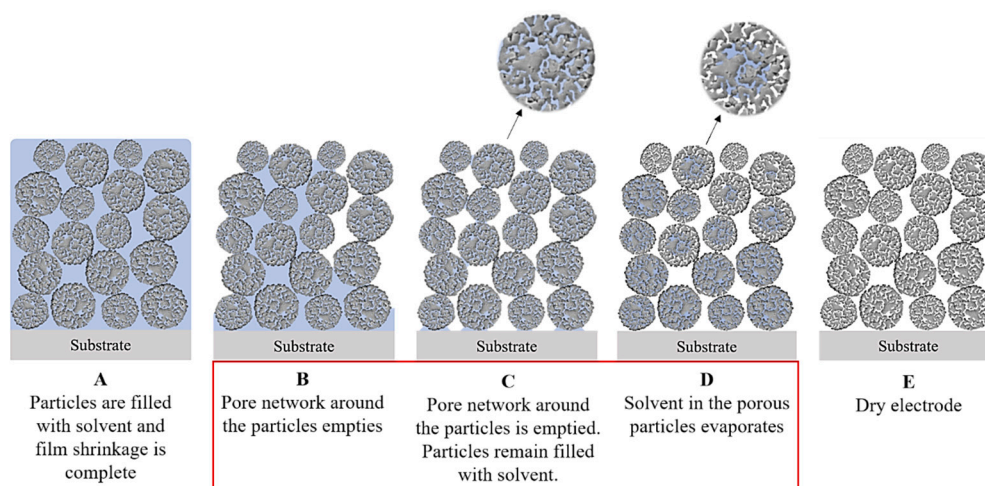 Substrate
Substrate
Substrate
Substrate
Substrate
A
Particles are filled
with solvent and
film shrinkage is
complete
B
Pore network around
the particles empties
C
Pore network around
the particles is emptied.
Particles remain filled
with solvent.
D
Solvent in the porous
particles evaporates
E
Dry electrode